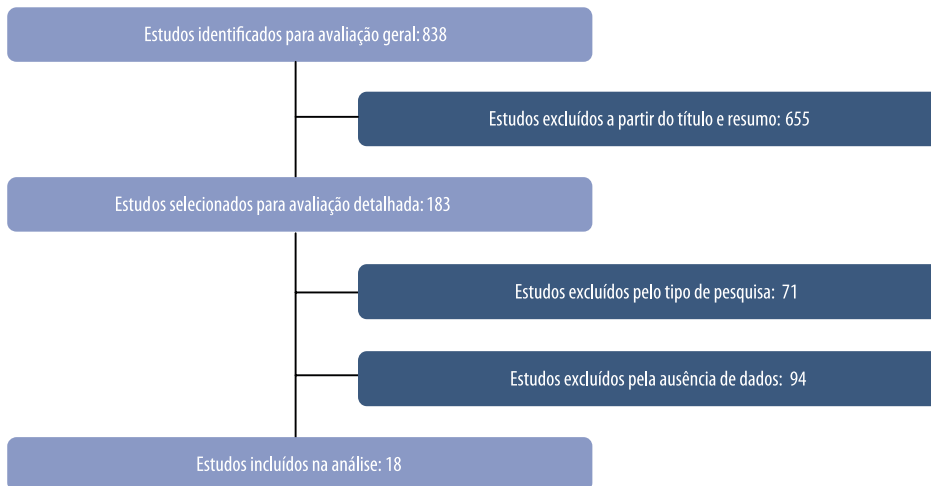 Estudos identificados para avaliação geral: 838
Estudos excluídos a partir do título e resumo: 655
Estudos selecionados para avaliação detalhada: 183
Estudos excluídos pelo tipo de pesquisa: 71
Estudos excluídos pela ausência de dados: 94
Estudos incluídos na análise: 18